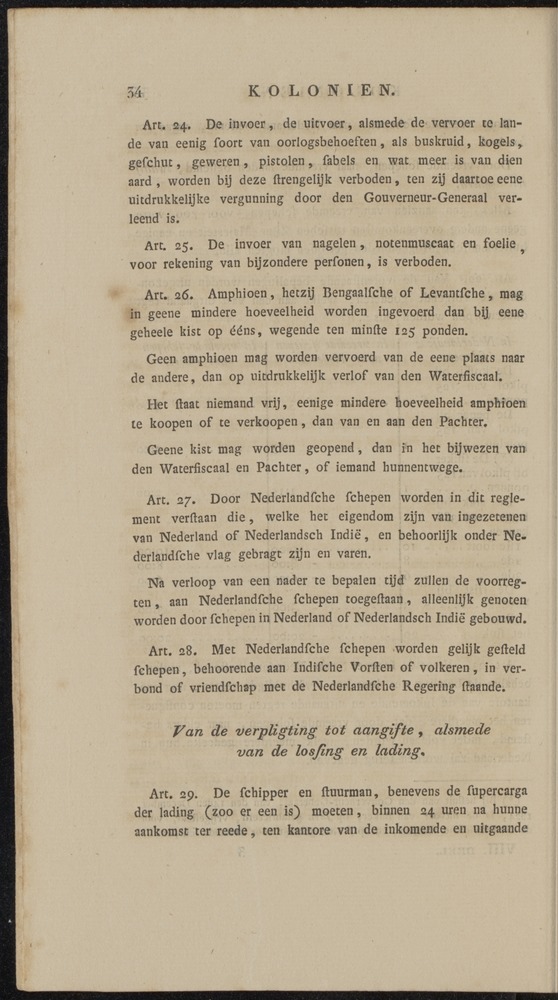 34 KOLONIEN.
Art. 24. De invoer, de uitvoer, alsmede de vervoer te lan-
de van eenig ſoort van oorlogsbehoeften, als buskruid, kogels,
geſchut, geweren, pistolen, ſabels en wat meer is van dien
aard, worden bij deze ſtrengelijk verboden, ten zij daartoe eene
uitdrukkelijke vergunning door den Gouverneur-Generaal ver-
leend is.
Art. 25. De invoer van nagelen, notenmuscaat en foelie,
voor rekening van bijzondere perſonen, is verboden.
Art. 26. Amphioen, hetzij Bengaalſche of Levantſche, mag
in geene mindere hoeveelheid worden ingevoerd dan bij eene
geheele kist op ééns, wegende ten minſte 125 ponden.
Geen amphioen mag worden vervoerd van de eene plaats naar
de andere, dan op uitdrukkelijk verlof van den Waterfiscaal.
Het ſtaat niemand vrij, eenige mindere hoeveelheid amphioen
te koopen of te verkoopen, dan van en aan den Pachter.
Geene kist mag worden geopend, dan in het bijwezen van
den Waterfiscaal en Pachter, of iemand hunnentwege.
Art. 27. Door Nederlandſche ſchepen worden in dit regle-
ment verſtaan die, welke het eigendom zijn van ingezetenen
van Nederland of Nederlandsch Indië, en behoorlijk onder Ne-
derlandſche vlag gebragt zijn en varen.
Na verloop van een nader te bepalen tijd zullen de voorreg-
ten, aan Nederlandſche ſchepen toegeſtaan, alleenlijk genoten
worden door ſchepen in Nederland of Nederlandsch Indië gebouwd.
Art. 28. Met Nederlandſche ſchepen worden gelijk geſteld
ſchepen, behoorende aan Indiſche Vorſten of volkeren, in ver-
bond of vriendſchap met de Nederlandſche Regering ſtaande.
Van de verpligting tot aangifte, alsmede
van de losſing en lading.
Art. 29. De ſchipper en ſtuurman, benevens de ſupercarga
der lading (zoo er een is) moeten, binnen 24 uren na hunne
aankomst ter reede, ten kantore van de inkomende en uitgaande